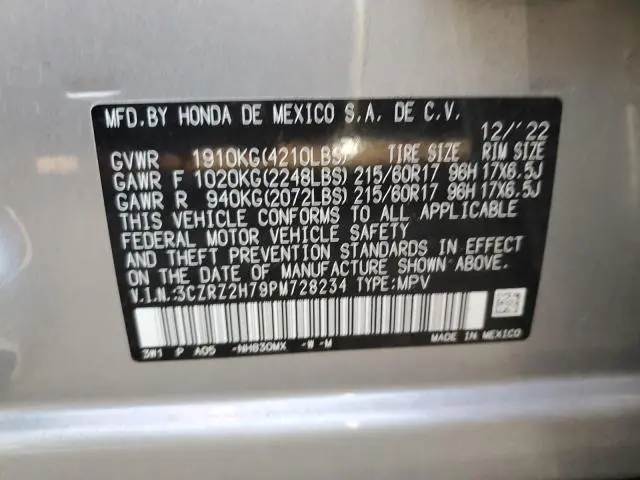 MFD.BY HONDA DE MEXICO S.A. DE C.V.
12/'22
GVWR 1910KG(4210LBS) TIRE SIZE RIM SIZE
GAWR F 1020KG(2248LBS) 215/60R17 96H 17X6.5J
GAWR R 940KG(2072LBS) 215/60R17 96H 17X6.5J
THIS VEHICLE CONFORMS TO ALL APPLICABLE
FEDERAL MOTOR VEHICLE SAFETY
AND THEFT PREVENTION STANDARDS IN EFFECT
ON THE DATE OF MANUFACTURE SHOWN ABOVE.
V.I.N.:3CZRZ2H79PM728234 TYPE:MPV
3W1 P A05 -NH830MX -W -M MADE IN MEXICO